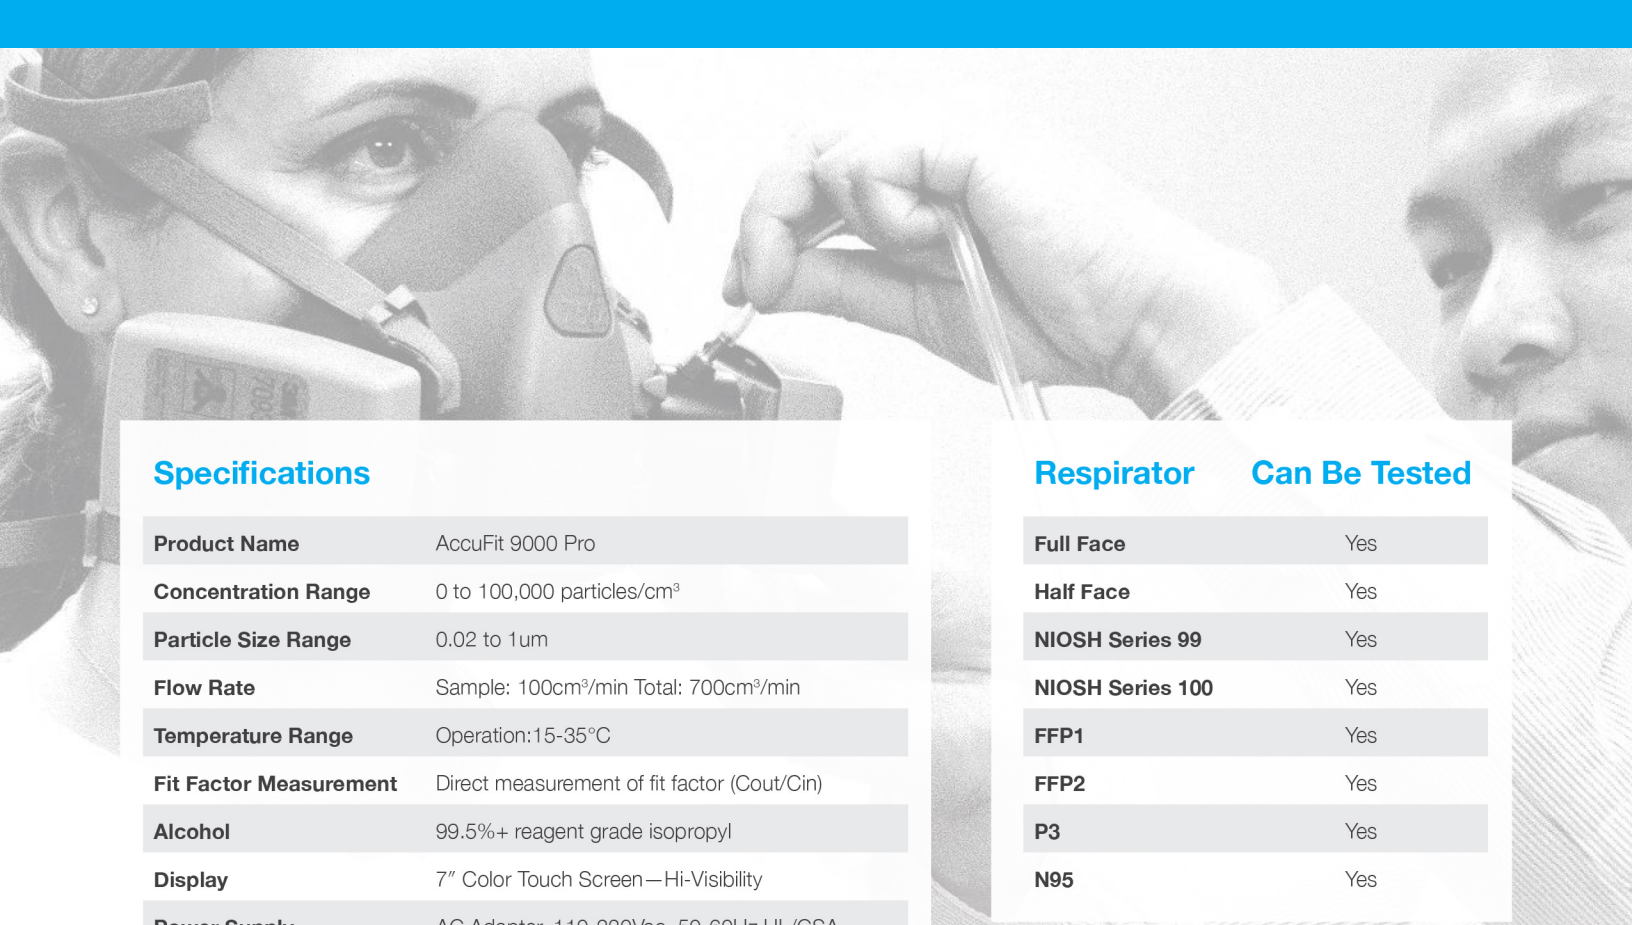 Specifications
Product Name AccuFit 9000 Pro
Concentration Range 0 to 100,000 particles/cm³
Particle Size Range 0.02 to 1um
Flow Rate Sample: 100cm³/min Total: 700cm³/min
Temperature Range Operation:15-35°C
Fit Factor Measurement Direct measurement of fit factor (Cout/Cin)
Alcohol 99.5%+ reagent grade isopropyl
Display 7″ Color Touch Screen—Hi-Visibility
Power Supply
Respirator Can Be Tested
Full Face Yes
Half Face Yes
NIOSH Series 99 Yes
NIOSH Series 100 Yes
FFP1 Yes
FFP2 Yes
P3 Yes
N95 Yes